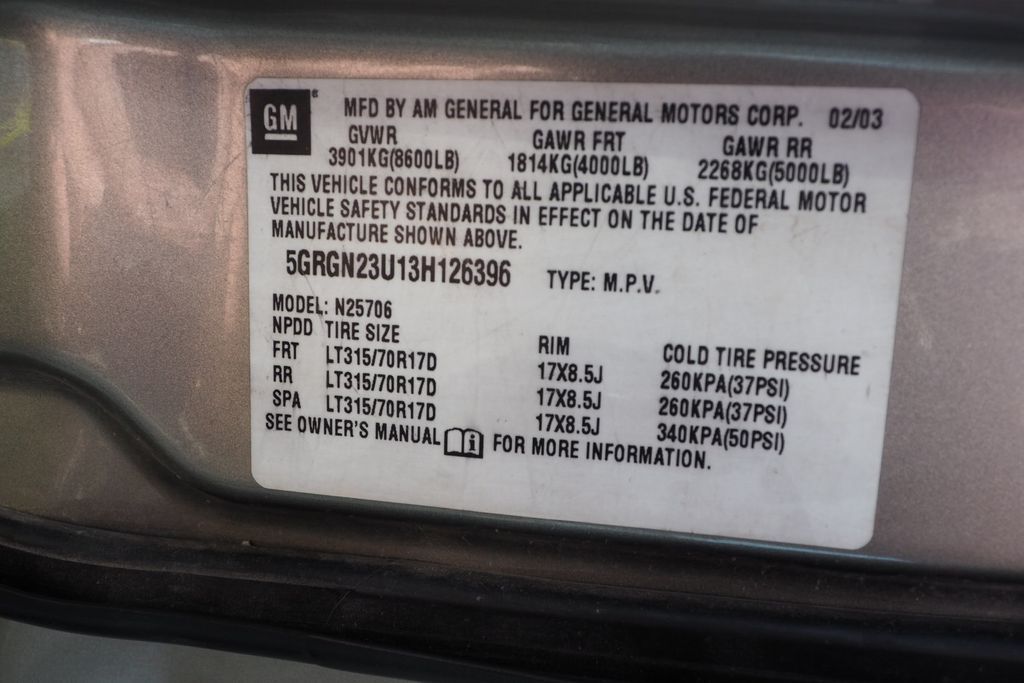 GM MFD BY AM GENERAL FOR GENERAL MOTORS CORP. 02/03
GVWR GAWR FRT GAWR RR
3901KG(8600LB) 1814KG(4000LB) 2268KG(5000LB)
THIS VEHICLE CONFORMS TO ALL APPLICABLE U.S. FEDERAL MOTOR
VEHICLE SAFETY STANDARDS IN EFFECT ON THE DATE OF
MANUFACTURE SHOWN ABOVE.
5GRGN23U13H126396 TYPE: M.P.V.
MODEL: N25706
NPDD TIRE SIZE RIM COLD TIRE PRESSURE
FRT LT315/70R17D 17X8.5J 260KPA(37PSI)
RR LT315/70R17D 17X8.5J 260KPA(37PSI)
SPA LT315/70R17D 17X8.5J 340KPA(50PSI)
SEE OWNER'S MANUAL i FOR MORE INFORMATION.